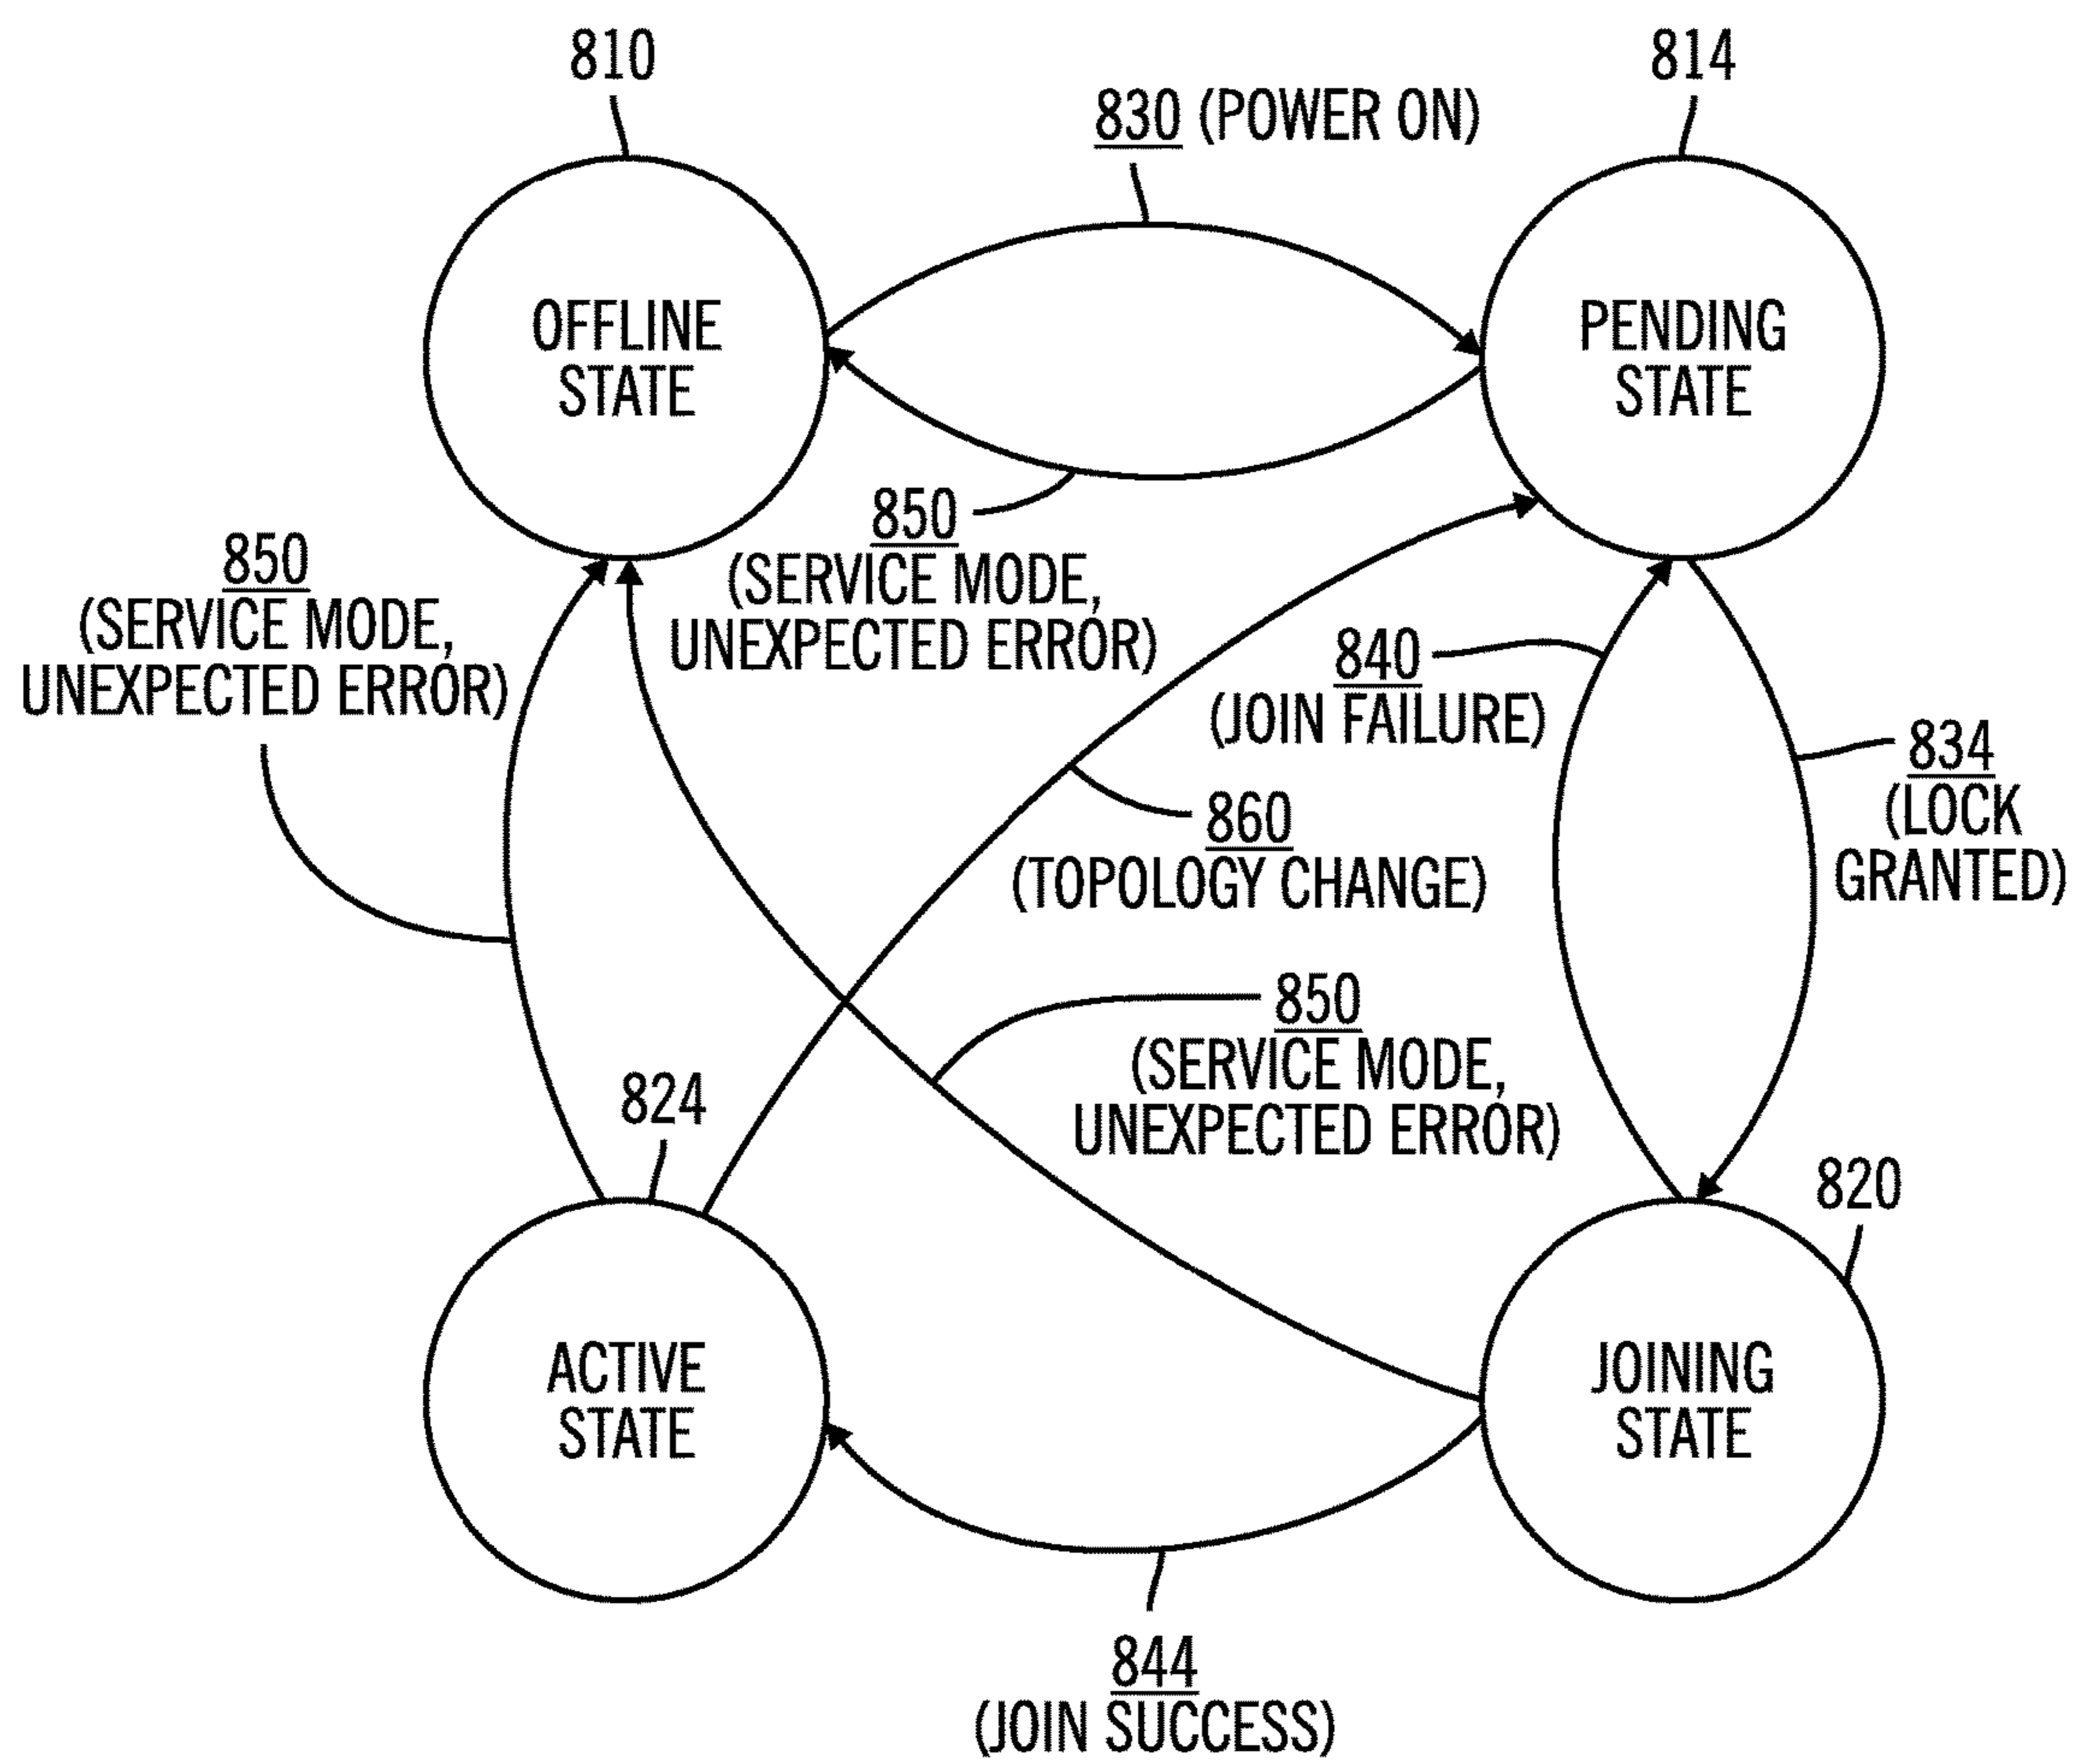 810
814
830 (POWER ON)
OFFLINE
STATE
PENDING
STATE
850
(SERVICE MODE,
UNEXPECTED ERROR)
850
(SERVICE MODE,
UNEXPECTED ERROR)
840
(JOIN FAILURE)
834
(LOCK
GRANTED)
860
(TOPOLOGY CHANGE)
850
(SERVICE MODE,
UNEXPECTED ERROR)
824
820
ACTIVE
STATE
JOINING
STATE
844
(JOIN SUCCESS)